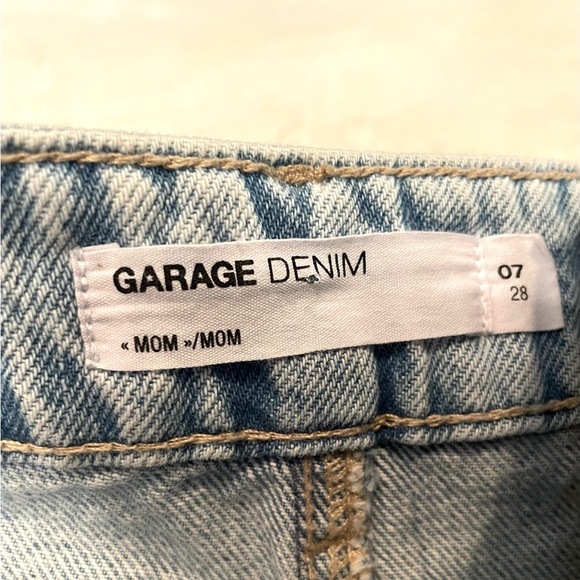 GARAGE DENIM
« MOM »/MOM
07
28